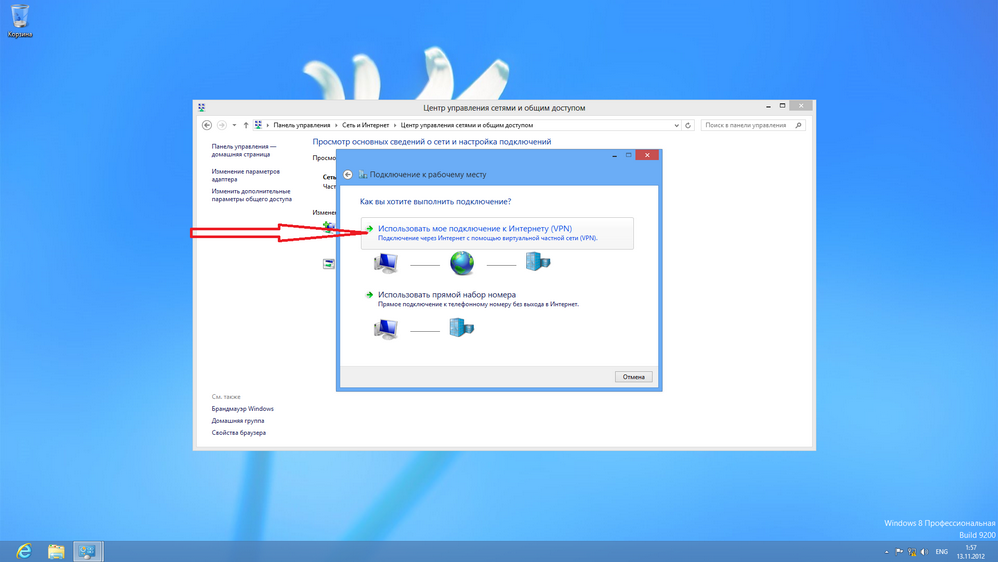 Корзина
Центр управления сетями и общим доступом
Панель управления › Сеть и Интернет › Центр управления сетями и общим доступом
Поиск в панели управления
Панель управления —
домашняя страница
Изменение параметров
адаптера
Изменить дополнительные
параметры общего доступа
См. также
Брандмауэр Windows
Домашняя группа
Свойства браузера
Просмотр основных сведений о сети и настройка подключений
Просмо
Сеть
Част
Изменен
Подключение к рабочему месту
Как вы хотите выполнить подключение?
Использовать мое подключение к Интернету (VPN)
Подключение через Интернет с помощью виртуальной частной сети (VPN).
Использовать прямой набор номера
Прямое подключение к телефонному номеру без выхода в Интернет.
Отмена
Windows 8 Профессиональная
Build 9200
ENG
1:57
13.11.2012